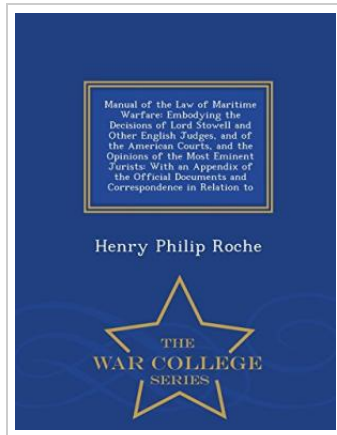 Manual of the Law of Maritime
Warfare: Embodying the
Decisions of Lord Stowell and
Other English Judges, and of
the American Courts, and the
Opinions of the Most Eminent
Jurists: With an Appendix of
the Official Documents and
Correspondence in Relation to
Henry Philip Roche
THE
WAR COLLEGE
SERIES